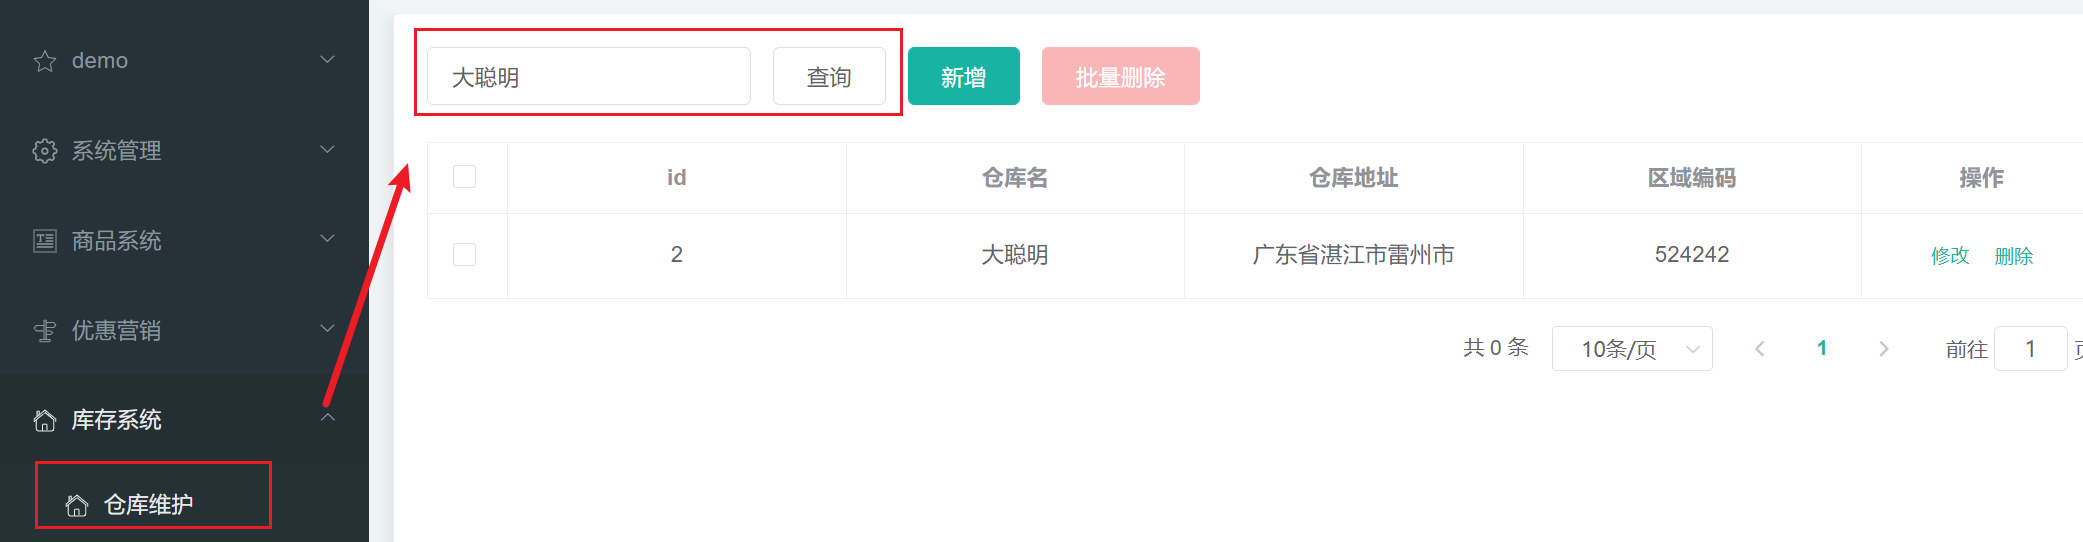 demo
系统管理
商品系统
优惠营销
库存系统
仓库维护
大聪明 查询 新增 批量删除
id 仓库名 仓库地址 区域编码 操作
2 大聪明 广东省湛江市雷州市 524242 修改 删除
共 0 条 10条/页 1 前往 1